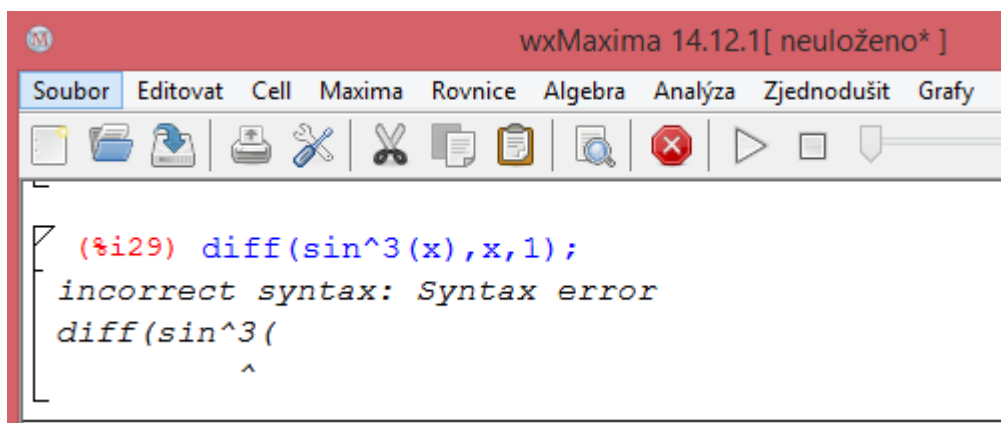 wxMaxima 14.12.1[ neuloženo* ]
Soubor Editovat Cell Maxima Rovnice Algebra Analýza Zjednodušit Grafy
(%i29) diff(sin^3(x),x,1);
incorrect syntax: Syntax error
diff(sin^3(
^